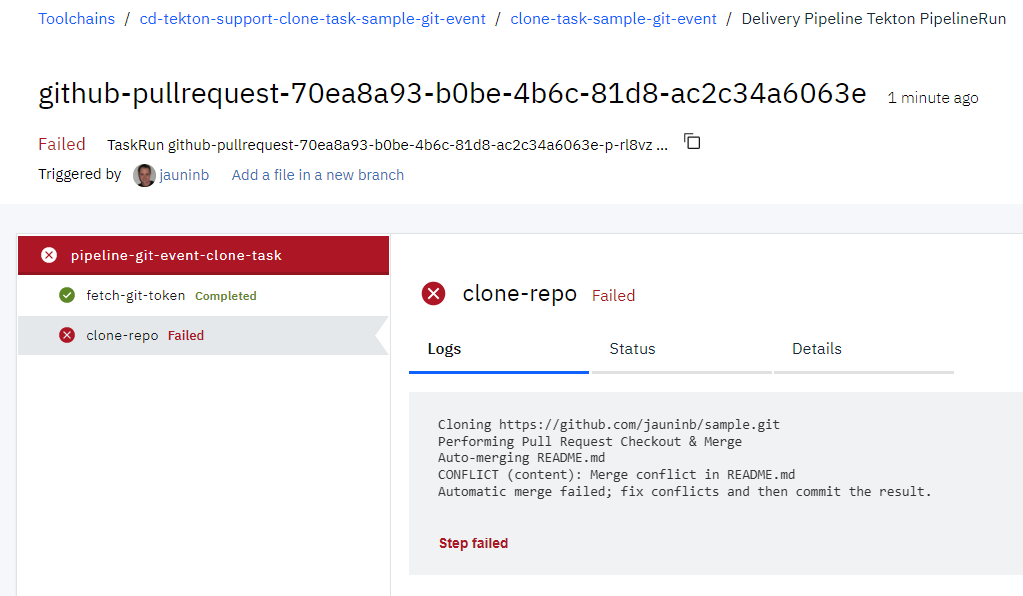 Toolchains / cd-tekton-support-clone-task-sample-git-event / clone-task-sample-git-event / Delivery Pipeline Tekton PipelineRun
github-pullrequest-70ea8a93-b0be-4b6c-81d8-ac2c34a6063e 1 minute ago
Failed TaskRun github-pullrequest-70ea8a93-b0be-4b6c-81d8-ac2c34a6063e-p-rl8vz ...
Triggered by jauninb Add a file in a new branch
pipeline-git-event-clone-task
fetch-git-token Completed
clone-repo Failed
clone-repo Failed
Logs Status Details
Cloning https://github.com/jauninb/sample.git
Performing Pull Request Checkout & Merge
Auto-merging README.md
CONFLICT (content): Merge conflict in README.md
Automatic merge failed; fix conflicts and then commit the result.
Step failed